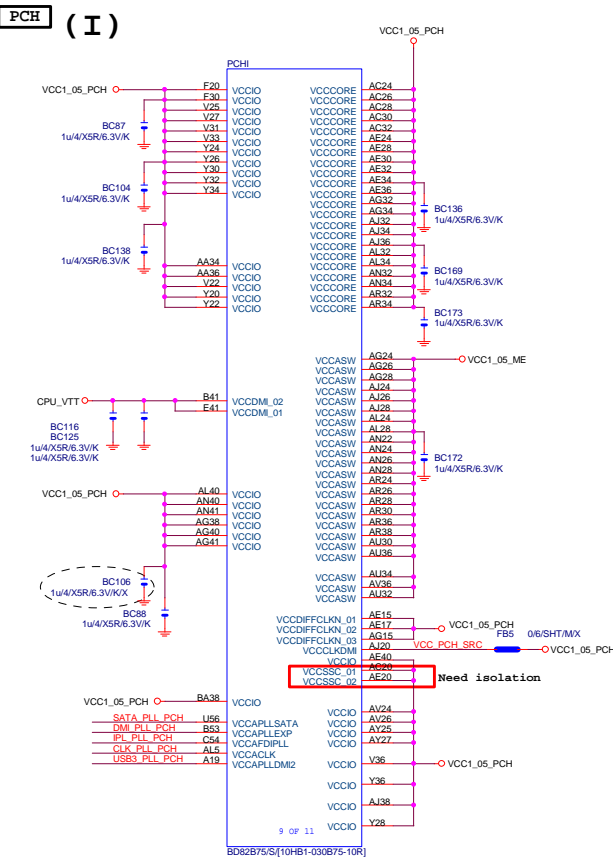 PCH (I)
VCC1_05_PCH
PCHI
VCC1_05_PCH
F20 VCCIO VCCCORE AC24
F30 VCCIO VCCCORE AC26
V25 VCCIO VCCCORE AC28
V27 VCCIO VCCCORE AC30
V31 VCCIO VCCCORE AC32
V33 VCCIO VCCCORE AE24
Y24 VCCIO VCCCORE AE28
Y26 VCCIO VCCCORE AE30
Y30 VCCIO VCCCORE AE32
Y32 VCCIO VCCCORE AE34
Y34 VCCIO VCCCORE AE36
VCCCORE AG32
VCCCORE AG34
VCCCORE AJ32
VCCCORE AJ34
VCCCORE AJ36
VCCCORE AL32
AA34 VCCIO VCCCORE AL34
AA36 VCCIO VCCCORE AN32
V22 VCCIO VCCCORE AN34
Y20 VCCIO VCCCORE AR32
Y22 VCCIO VCCCORE AR34
BC87
1u/4/X5R/6.3V/K
BC104
1u/4/X5R/6.3V/K
BC138
1u/4/X5R/6.3V/K
BC136
1u/4/X5R/6.3V/K
BC169
1u/4/X5R/6.3V/K
BC173
1u/4/X5R/6.3V/K
VCCASW AG24 VCC1_05_ME
VCCASW AG26
VCCASW AG28
VCCASW AJ24
VCCASW AJ26
VCCASW AJ28
VCCASW AL24
VCCASW AL28
VCCASW AN22
VCCASW AN24
VCCASW AN26
VCCASW AN28
VCCASW AR24
VCCASW AR26
VCCASW AR28
VCCASW AR30
VCCASW AR36
VCCASW AR38
VCCASW AU30
VCCASW AU36
VCCASW AU34
VCCASW AV36
VCCASW AU32
BC172
1u/4/X5R/6.3V/K
CPU_VTT
B41 VCCDMI_02
E41 VCCDMI_01
BC116
BC125
1u/4/X5R/6.3V/K
1u/4/X5R/6.3V/K
VCC1_05_PCH
AL40 VCCIO
AN40 VCCIO
AN41 VCCIO
AG38 VCCIO
AG40 VCCIO
AG41 VCCIO
BC106
1u/4/X5R/6.3V/K/X
BC88
1u/4/X5R/6.3V/K
VCCDIFFCLKN_01 AE15
VCCDIFFCLKN_02 AE17 VCC1_05_PCH
VCCDIFFCLKN_03 AG15
VCCCLKDMI AJ20 VCC_PCH_SRC FB5 0/6/SHT/M/X VCC1_05_PCH
VCCIO AE40
VCCSSC_01 AC20
VCCSSC_02 AE20 Need isolation
VCC1_05_PCH BA38 VCCIO
SATA_PLL_PCH U56 VCCAPLLSATA
DMI_PLL_PCH B53 VCCAPLLEXP
IPL_PLL_PCH C54 VCCAFDIPLL
CLK_PLL_PCH AL5 VCCACLK
USB3_PLL_PCH A19 VCCAPLLDMI2
VCCIO AV24
VCCIO AV26
VCCIO AY25
VCCIO AY27
VCCIO V36 VCC1_05_PCH
VCCIO Y36
VCCIO AJ38
VCCIO Y28
9 OF 11
BD82B75/S/[10HB1-030B75-10R]